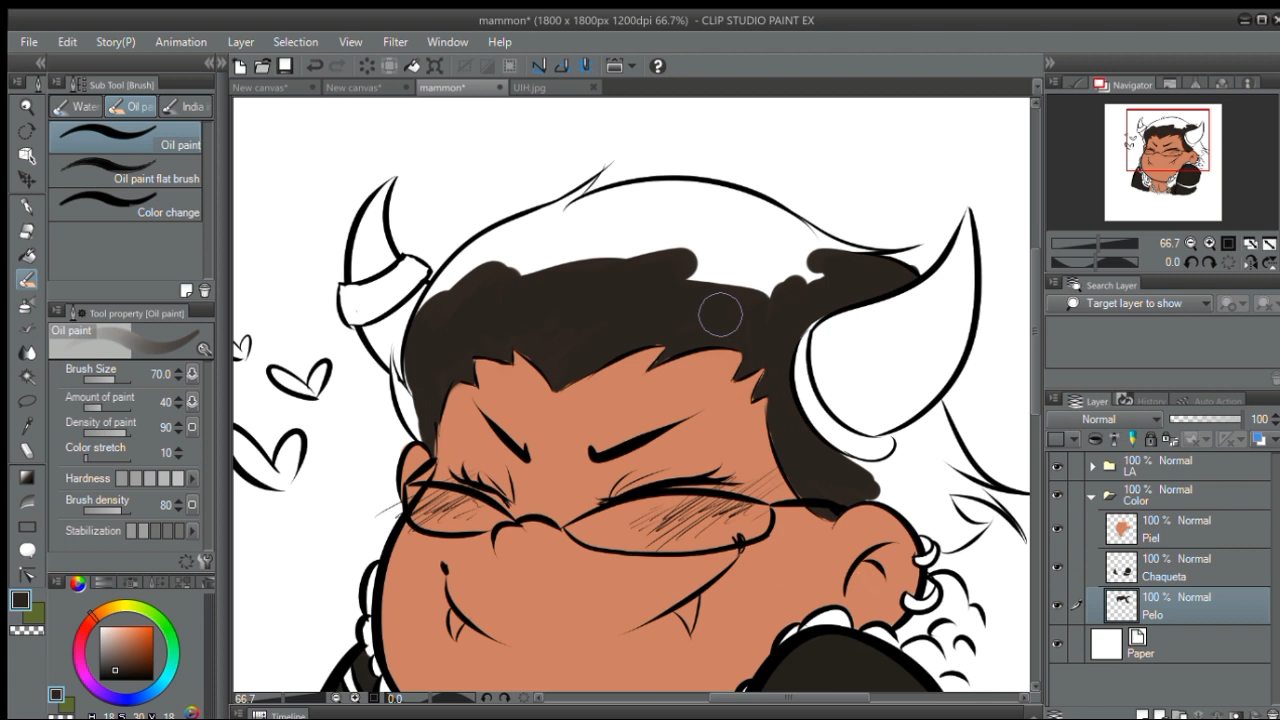 mammon* (1800 x 1800px 1200dpi 66.7%) - CLIP STUDIO PAINT EX
File Edit Story(P) Animation Layer Selection View Filter Window Help
Sub Tool [Brush]
New canvas* New canvas* mammon* UIH.jpg
Navigator
Oil pa India
Oil paint
Oil paint flat brush
Color change
66.7
0.0
Search Layer
Target layer to show
Tool property [Oil paint]
Oil paint
Brush Size 70.0
Amount of paint 40
Density of paint 90
Color stretch 10
Hardness
Brush density 80
Stabilization
Layer History Auto Action
Normal 100
100 % Normal
LA
100 % Normal
Color
100 % Normal
Piel
100 % Normal
Chaqueta
100 % Normal
Pelo
Paper
66.7 0.0
H 18 S 30 V 18
Timeline